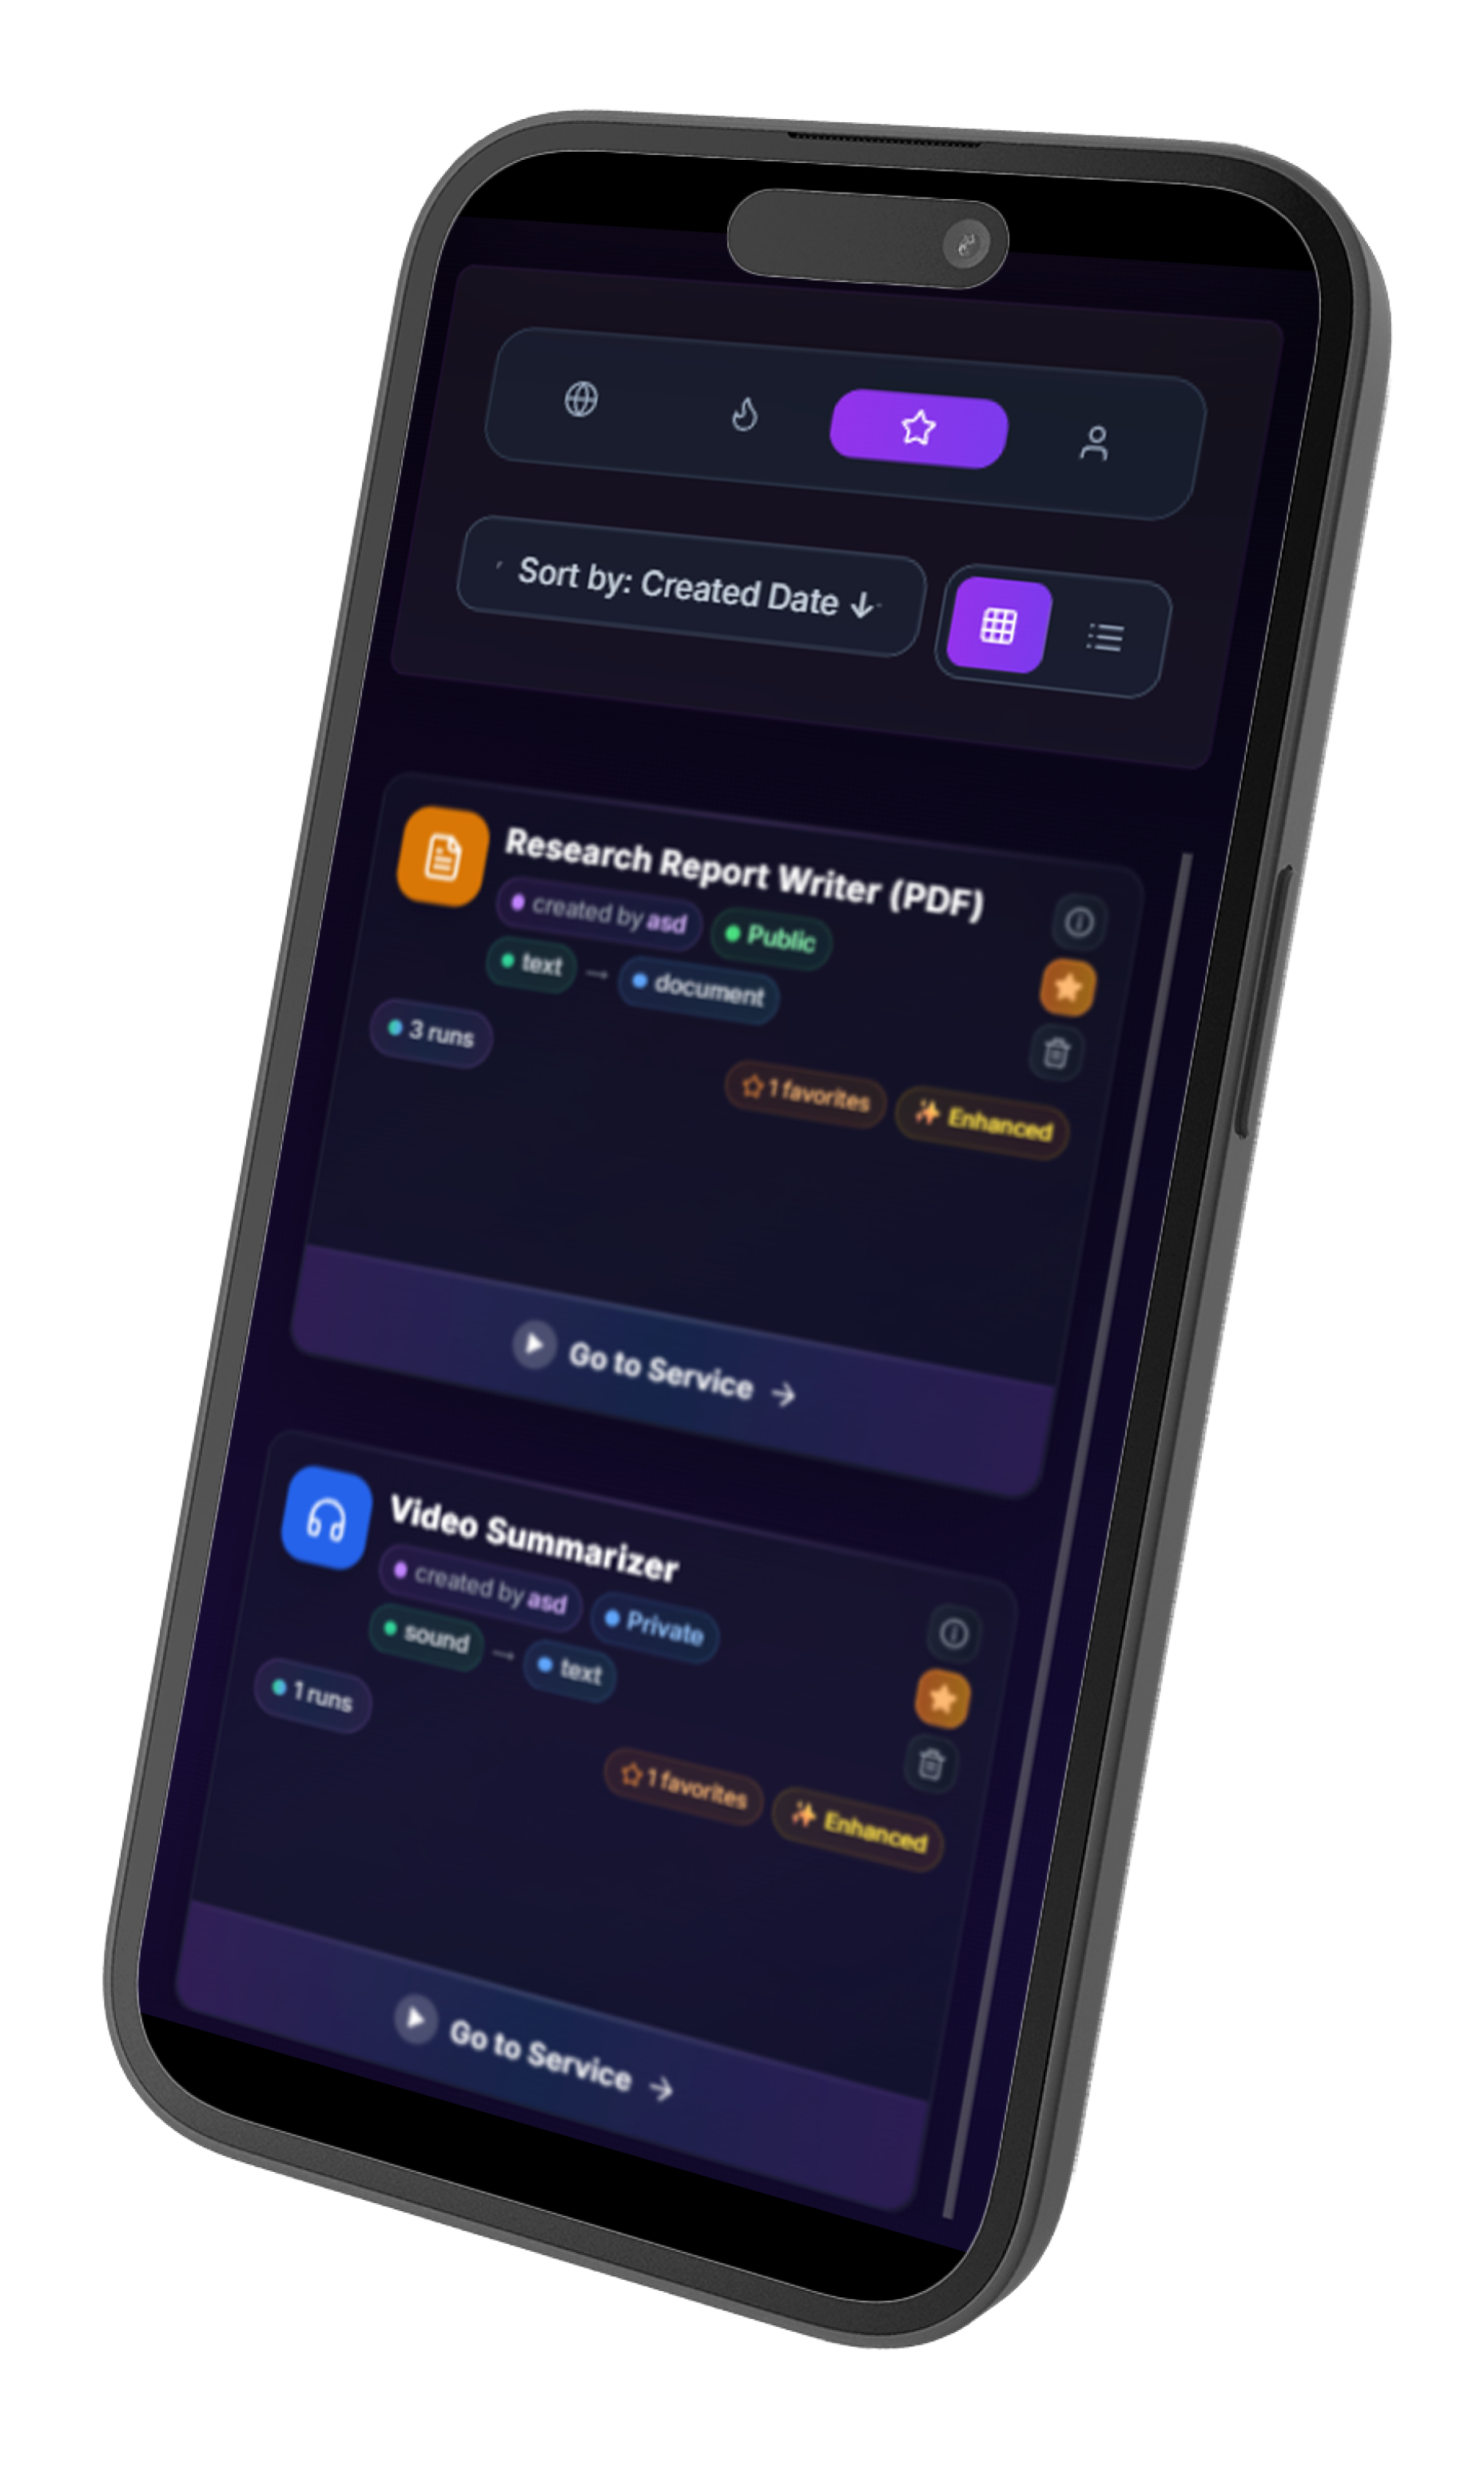 Sort by: Created Date ↓
Research Report Writer (PDF)
created by asd Public
text → document
3 runs
1 favorites Enhanced
Go to Service →
Video Summarizer
created by asd Private
sound → text
1 runs
1 favorites Enhanced
Go to Service →